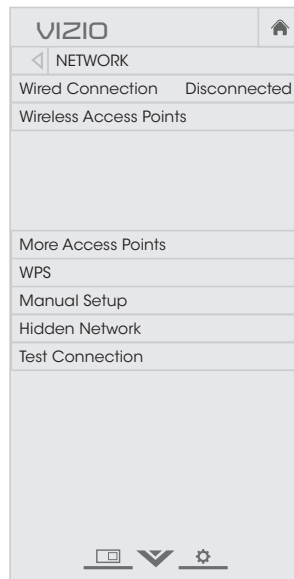 VIZIO
NETWORK
Wired Connection Disconnected
Wireless Access Points
More Access Points
WPS
Manual Setup
Hidden Network
Test Connection